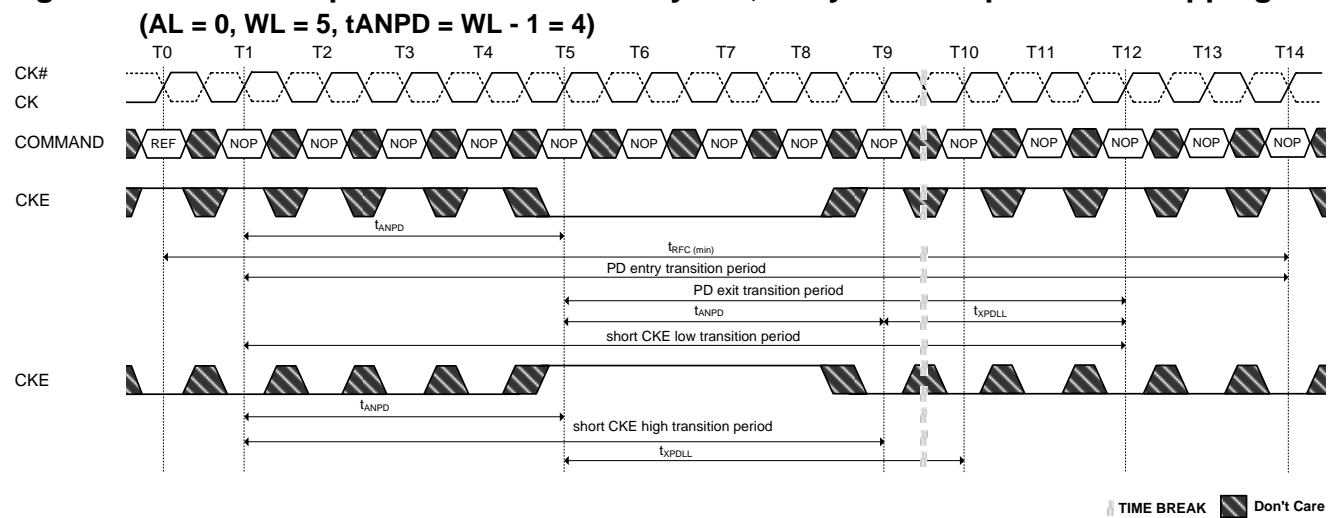 (AL = 0, WL = 5, tANPD = WL - 1 = 4)
T0 T1 T2 T3 T4 T5 T6 T7 T8 T9 T10 T11 T12 T13 T14
CK#
CK
COMMAND REF NOP NOP NOP NOP NOP NOP NOP NOP NOP NOP NOP NOP NOP NOP
CKE
tANPD
tRFC (min)
PD entry transition period
PD exit transition period
tANPD tXPDLL
short CKE low transition period
CKE
tANPD
short CKE high transition period
tXPDLL
TIME BREAK Don't Care